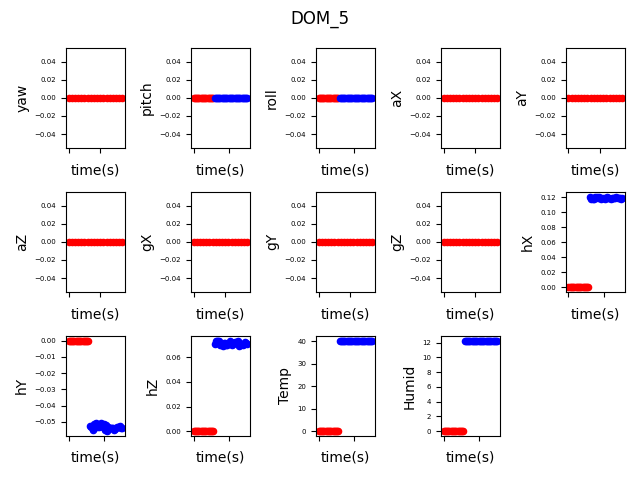 DOM_5
yaw
0.04
0.02
0.00
−0.02
−0.04
time(s)
pitch
0.04
0.02
0.00
−0.02
−0.04
time(s)
roll
0.04
0.02
0.00
−0.02
−0.04
time(s)
aX
0.04
0.02
0.00
−0.02
−0.04
time(s)
aY
0.04
0.02
0.00
−0.02
−0.04
time(s)
aZ
0.04
0.02
0.00
−0.02
−0.04
time(s)
gX
0.04
0.02
0.00
−0.02
−0.04
time(s)
gY
0.04
0.02
0.00
−0.02
−0.04
time(s)
gZ
0.04
0.02
0.00
−0.02
−0.04
time(s)
hX
0.12
0.10
0.08
0.06
0.04
0.02
0.00
time(s)
hY
0.00
−0.01
−0.02
−0.03
−0.04
−0.05
time(s)
hZ
0.06
0.04
0.02
0.00
time(s)
Temp
40
30
20
10
0
time(s)
Humid
12
10
8
6
4
2
0
time(s)